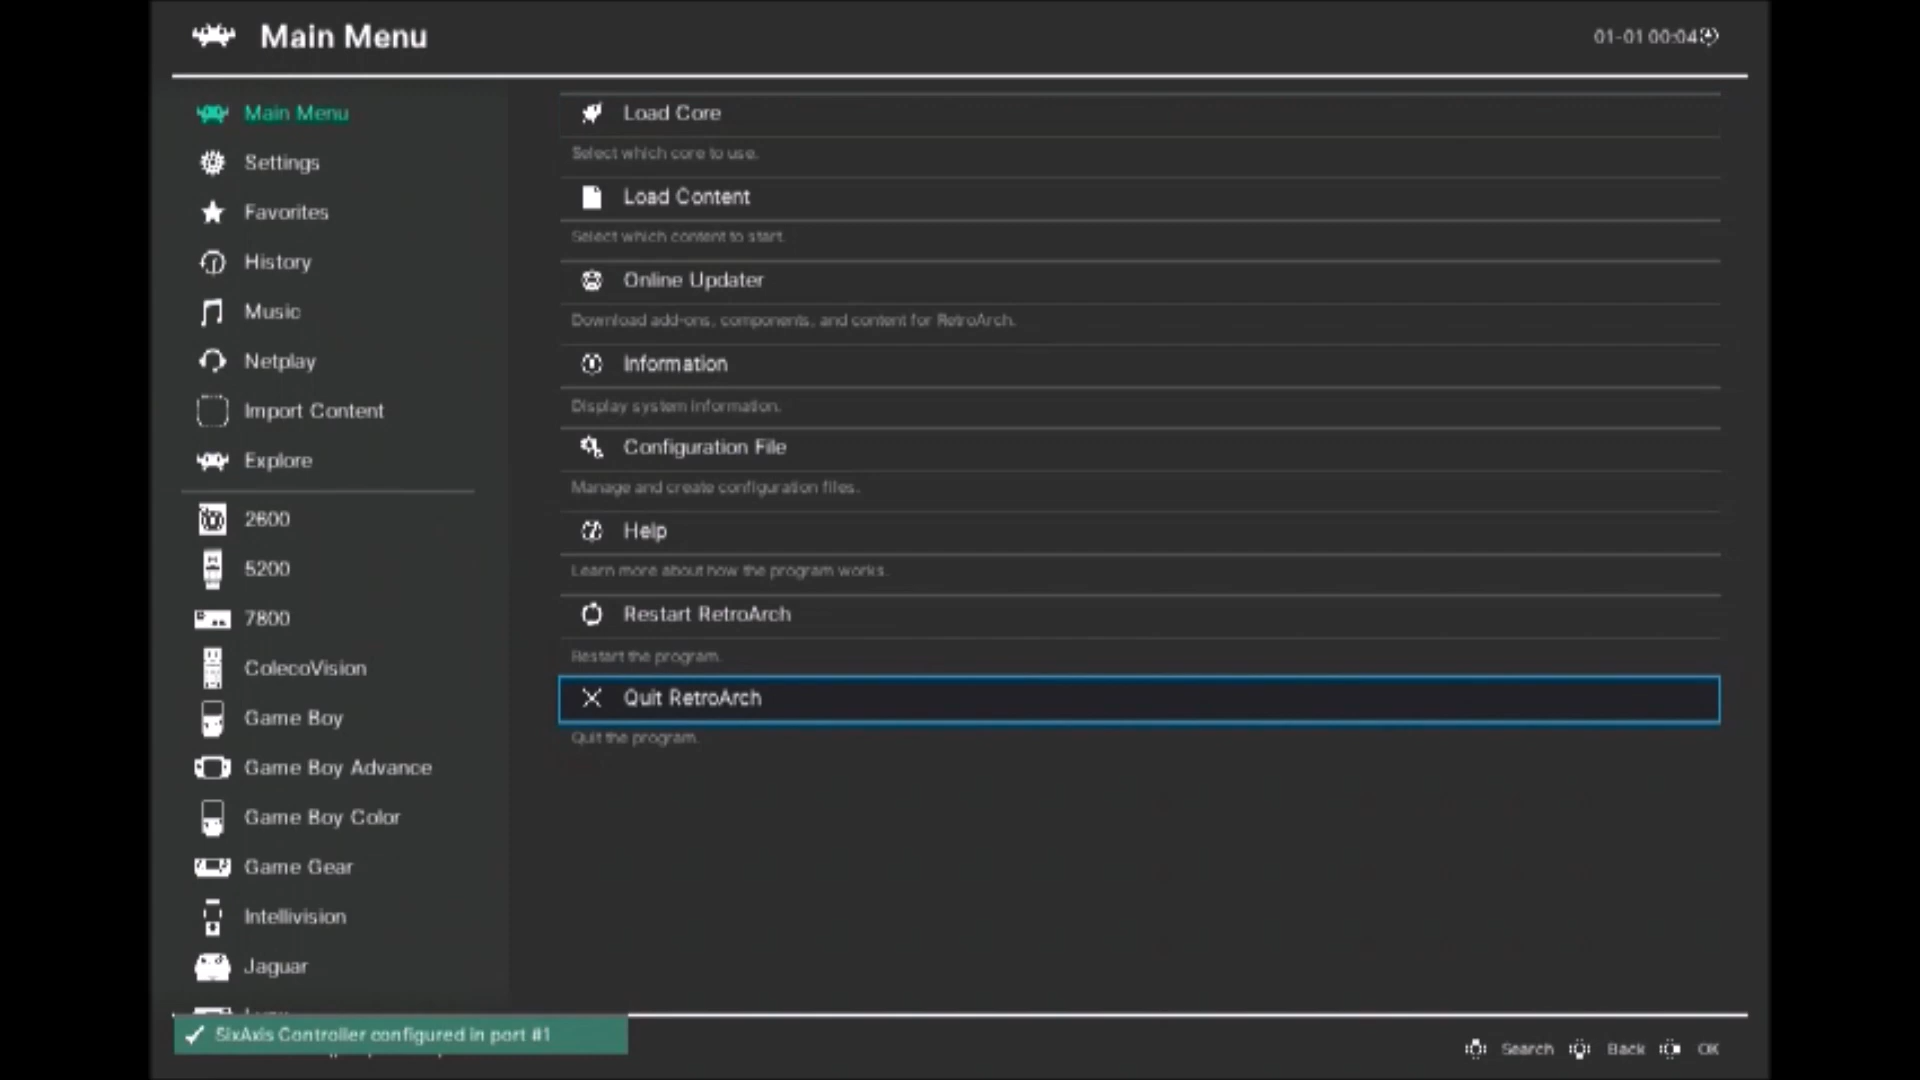 Main Menu
01-01 00:04
Main Menu
Settings
Favorites
History
Music
Netplay
Import Content
Explore
2600
5200
7800
ColecoVision
Game Boy
Game Boy Advance
Game Boy Color
Game Gear
Intellivision
Jaguar
Load Core
Select which core to use.
Load Content
Select which content to start.
Online Updater
Download add-ons, components, and content for RetroArch.
Information
Display system information.
Configuration File
Manage and create configuration files.
Help
Learn more about how the program works.
Restart RetroArch
Restart the program.
Quit RetroArch
Quit the program.
SixAxis Controller configured in port #1
Search Back OK